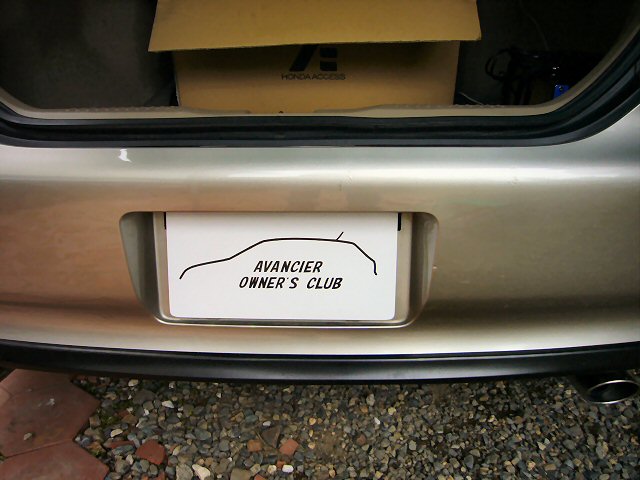 HONDA ACCESS
AVANCIER
OWNER'S CLUB